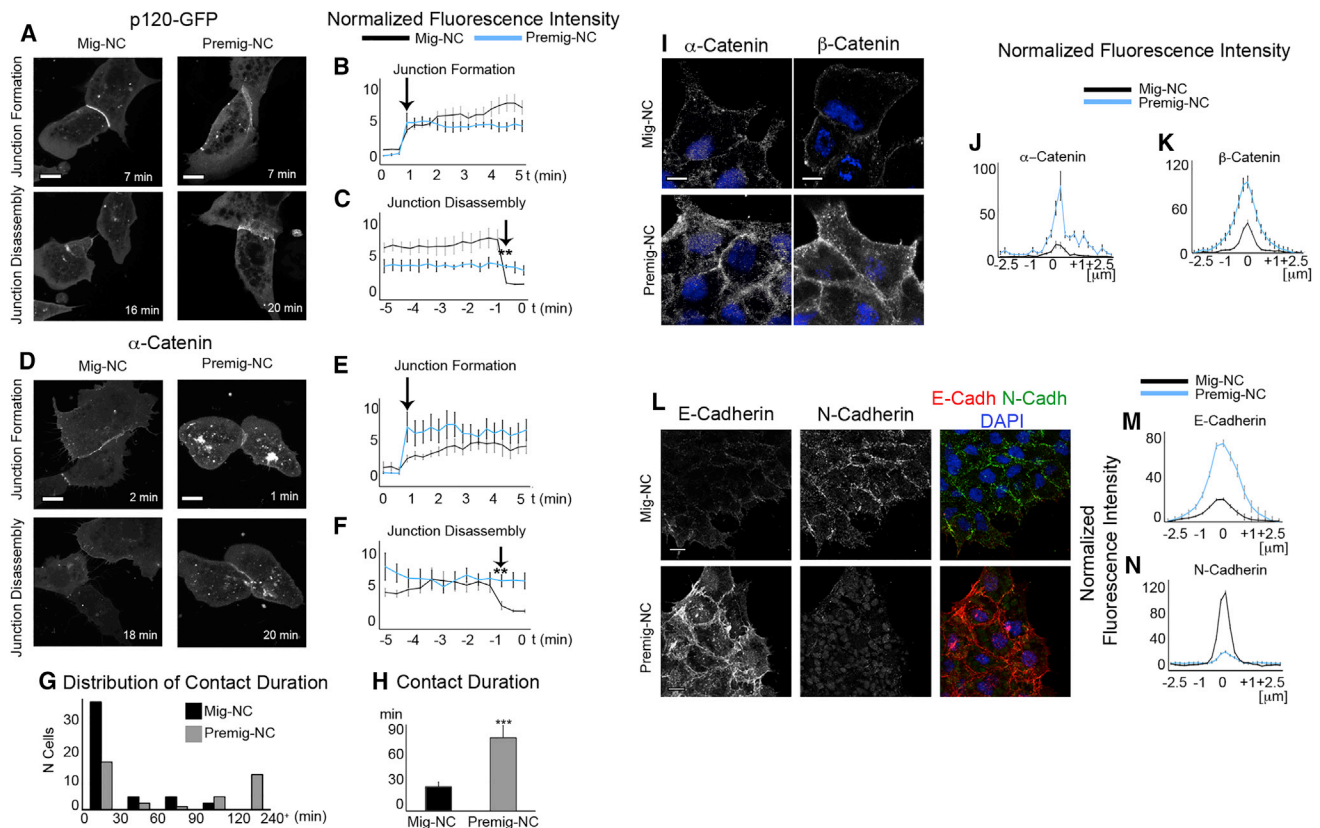 A
p120-GFP
Mig-NC
Premig-NC
Junction Formation
7 min
7 min
Junction Disassembly
16 min
20 min
Normalized Fluorescence Intensity
Mig-NC
Premig-NC
B
Junction Formation
10
5
0
0 1 2 3 4 5 t (min)
C
Junction Disassembly
10
5
0
**
-5 -4 -3 -2 -1 0 t (min)
D
α-Catenin
Mig-NC
Premig-NC
Junction Formation
2 min
1 min
Junction Disassembly
18 min
20 min
E
Junction Formation
10
5
0
0 1 2 3 4 5 t (min)
F
Junction Disassembly
10
5
0
**
-5 -4 -3 -2 -1 0 t (min)
G Distribution of Contact Duration
N Cells
30
20
10
0
Mig-NC
Premig-NC
0 30 60 90 120 240+ (min)
H Contact Duration
min
90
60
30
0
***
Mig-NC
Premig-NC
I
α-Catenin
β-Catenin
Mig-NC
Premig-NC
Normalized Fluorescence Intensity
Mig-NC
Premig-NC
J
α-Catenin
100
50
0
-2.5 -1 0 +1 +2.5
[μm]
K
β-Catenin
120
60
0
-2.5 -1 0 +1 +2.5
[μm]
L
E-Cadherin
N-Cadherin
E-Cadh N-Cadh
DAPI
Mig-NC
Premig-NC
Mig-NC
Premig-NC
Normalized
Fluorescence Intensity
M
E-Cadherin
80
60
40
20
0
-2.5 -1 0 +1 +2.5
[μm]
N
N-Cadherin
120
80
40
0
-2.5 -1 0 +1 +2.5
[μm]